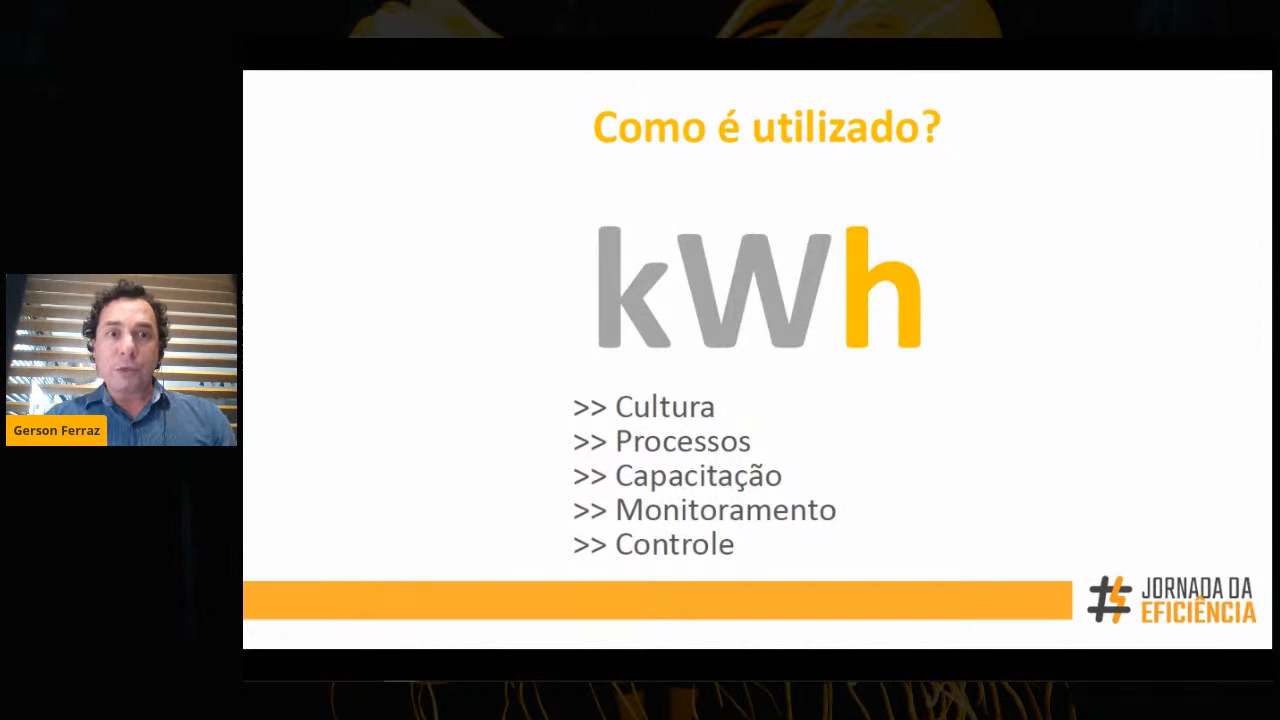 Como é utilizado?
kWh
>> Cultura
>> Processos
>> Capacitação
>> Monitoramento
>> Controle
Gerson Ferraz
JORNADA DA
EFICIÊNCIA